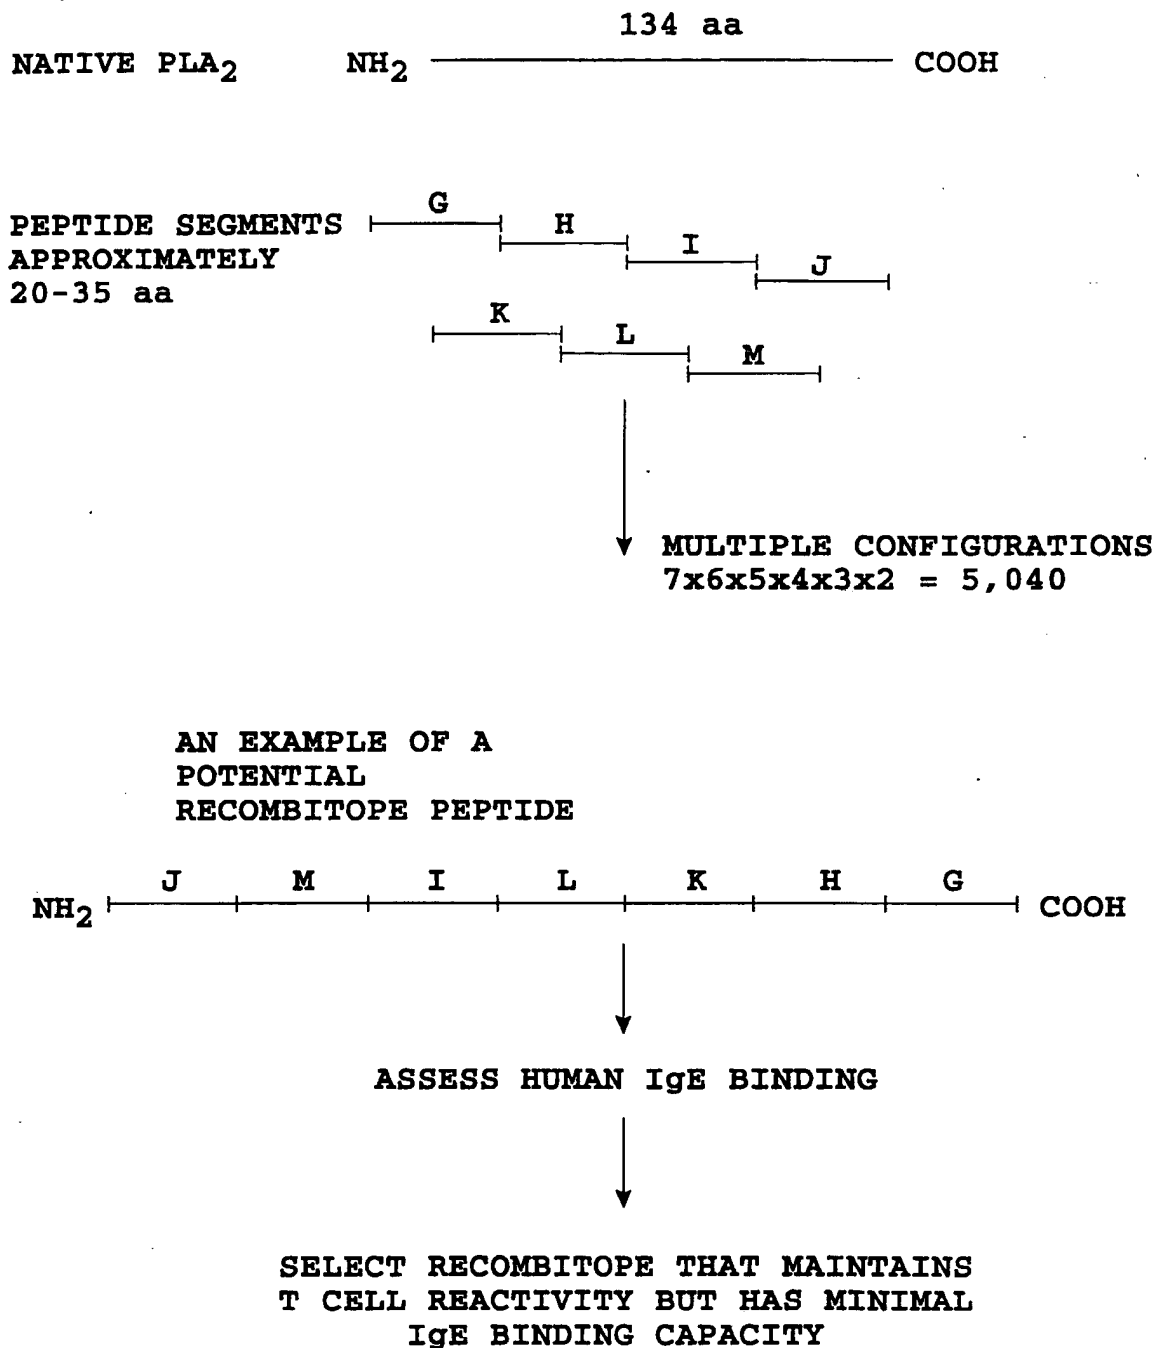 134 aa
NATIVE PLA2 NH2 COOH
G
PEPTIDE SEGMENTS H
APPROXIMATELY I
20-35 aa J
K
L
M
MULTIPLE CONFIGURATIONS
7x6x5x4x3x2 = 5,040
AN EXAMPLE OF A
POTENTIAL
RECOMBITOPE PEPTIDE
J M I L K H G
NH2 COOH
ASSESS HUMAN IgE BINDING
SELECT RECOMBITOPE THAT MAINTAINS
T CELL REACTIVITY BUT HAS MINIMAL
IgE BINDING CAPACITY